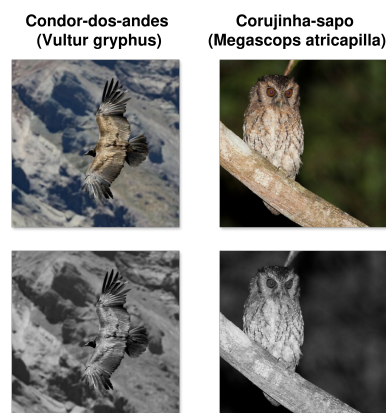 Condor-dos-andes
(Vultur gryphus)
Corujinha-sapo
(Megascops atricapilla)